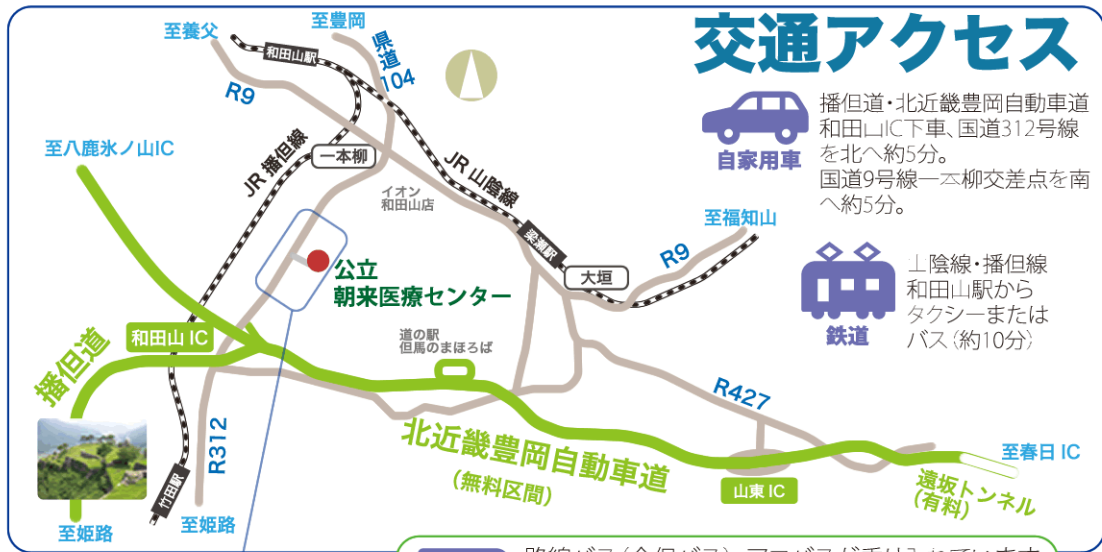 交通アクセス
至養父
至豊岡
和田山駅
県道
104
R9
至八鹿氷ノ山IC
JR 播但線
一本柳
JR 山陰線
イオン
和田山店
公立
朝来医療センター
梁瀬駅
大垣
R9
至福知山
自家用車
播但道・北近畿豊岡自動車道
和田山IC下車、国道312号線
を北へ約5分。
国道9号線一本柳交差点を南
へ約5分。
鉄道
山陰線・播但線
和田山駅から
タクシーまたは
バス（約10分）
播但道
和田山 IC
道の駅
但馬のまほろば
R312
竹田駅
至姫路
至姫路
北近畿豊岡自動車道
（無料区間）
R427
山東 IC
至春日 IC
遠坂トンネル
（有料）